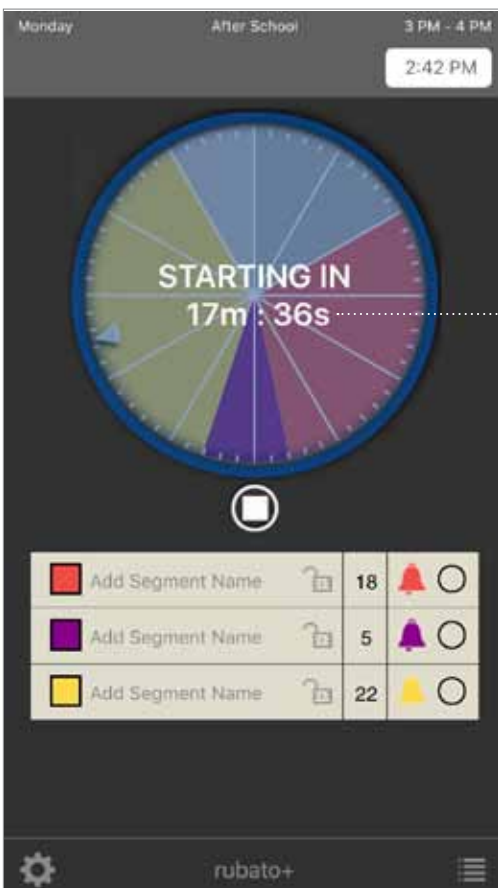 Monday After School 3 PM - 4 PM
2:42 PM
STARTING IN
17m : 36s
Add Segment Name 18
Add Segment Name 5
Add Segment Name 22
rubato+